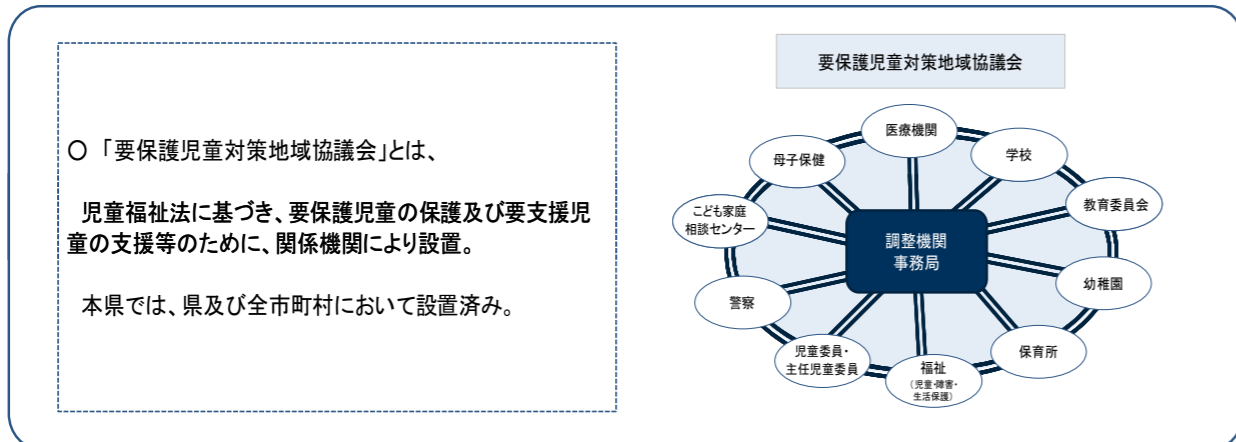 〇 「要保護児童対策地域協議会」とは、
児童福祉法に基づき、要保護児童の保護及び要支援児
童の支援等のために、関係機関により設置。
本県では、県及び全市町村において設置済み。
要保護児童対策地域協議会
医療機関
学校
教育委員会
幼稚園
保育所
福祉
(児童・障害・
生活保護)
児童委員・
主任児童委員
警察
こども家庭
相談センター
母子保健
調整機関
事務局